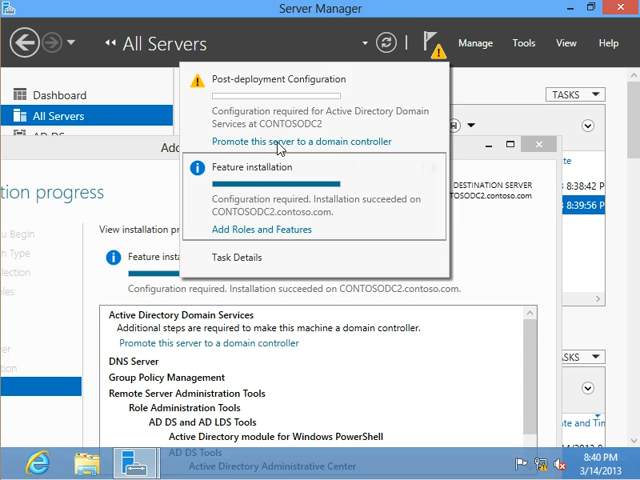 Server Manager
All Servers
Manage
Tools
View
Help
Dashboard
All Servers
AD DS
TASKS
Post-deployment Configuration
Configuration required for Active Directory Domain
Services at CONTOSODC2
Promote this server to a domain controller
Feature installation
Configuration required. Installation succeeded on
CONTOSODC2.contoso.com.
Add Roles and Features
Task Details
Add
tion progress
DESTINATION SERVER
8:38:42
8:39:56
View installation
Feature
Configuration required. Installation succeeded on CONTOSODC2.contoso.com.
Active Directory Domain Services
Additional steps are required to make this machine a domain controller.
Promote this server to a domain controller
DNS Server
Group Policy Management
Remote Server Administration Tools
Role Administration Tools
AD DS and AD LDS Tools
Active Directory module for Windows PowerShell
AD DS Tools
Active Directory Administrative Center
ASKS
8:40 PM
3/14/2013